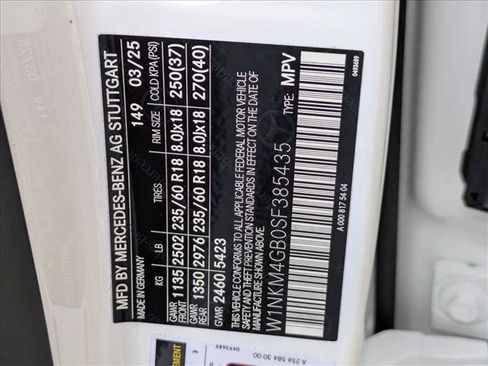 MFD BY MERCEDES-BENZ AG STUTTGART
MADE IN GERMANY 149 03/25
KG LB TIRES RIM SIZE COLD KPA(PSI)
GAWR FRONT 1135 2502 235/60 R18 8.0Jx18 250(37)
GAWR REAR 1350 2976 235/60 R18 8.0Jx18 270(40)
GVWR 2460 5423
THIS VEHICLE CONFORMS TO ALL APPLICABLE FEDERAL MOTOR VEHICLE
SAFETY, BUMPER, AND THEFT PREVENTION STANDARDS IN EFFECT ON THE DATE OF
MANUFACTURE SHOWN ABOVE.
W1NKM4GB0SF385435 TYPE: MPV
A 000 817 54 04
0493689
A 254 584 30 00
0493689